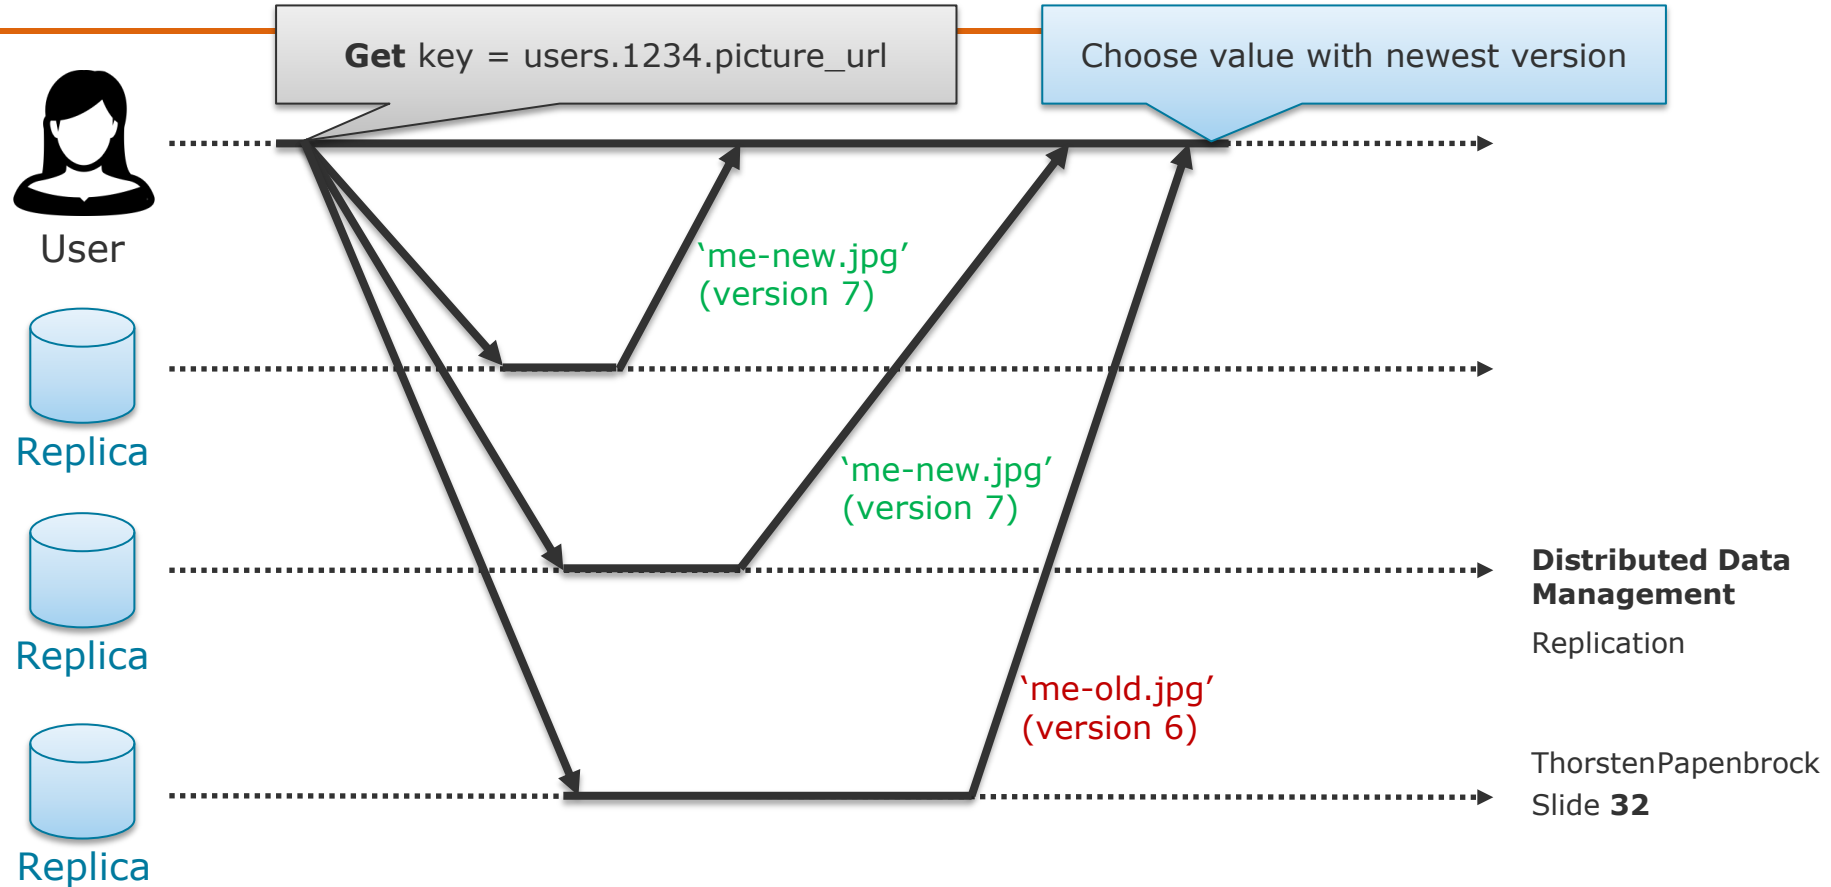 Get key = users.1234.picture_url
Choose value with newest version
User
‘me-new.jpg’
(version 7)
Replica
‘me-new.jpg’
(version 7)
Distributed Data
Management
Replication
Replica
‘me-old.jpg’
(version 6)
ThorstenPapenbrock
Slide 32
Replica